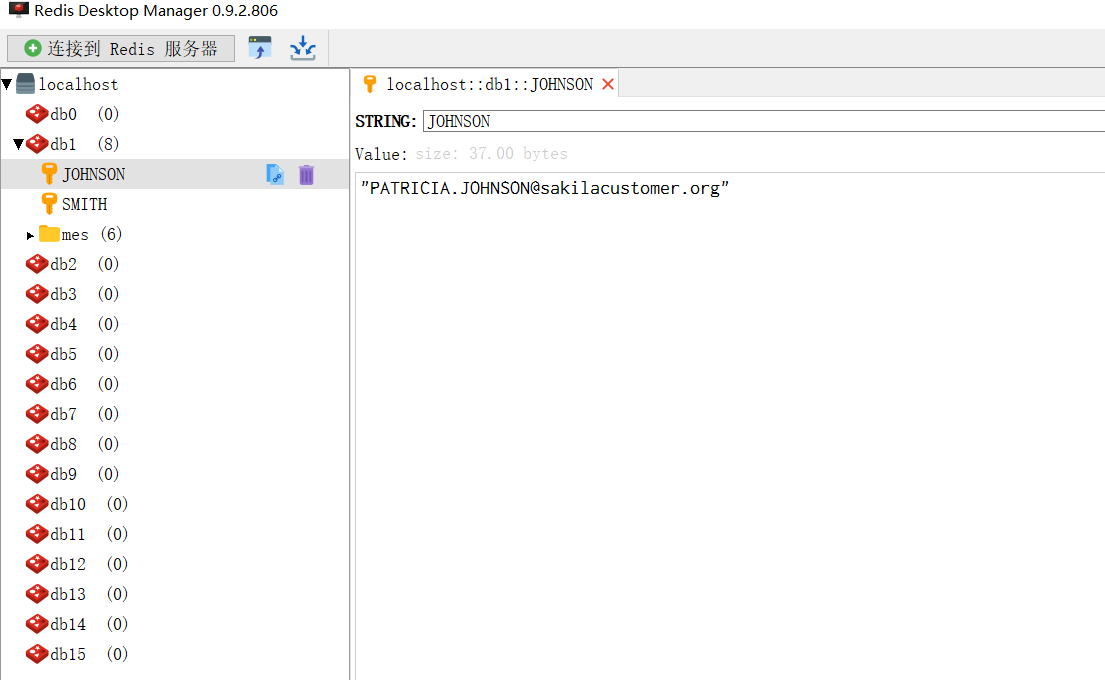 Redis Desktop Manager 0.9.2.806
连接到 Redis 服务器
localhost
db0 (0)
db1 (8)
JOHNSON
SMITH
mes (6)
db2 (0)
db3 (0)
db4 (0)
db5 (0)
db6 (0)
db7 (0)
db8 (0)
db9 (0)
db10 (0)
db11 (0)
db12 (0)
db13 (0)
db14 (0)
db15 (0)
localhost::db1::JOHNSON
STRING: JOHNSON
Value: size: 37.00 bytes
"PATRICIA.JOHNSON@sakilacustomer.org"